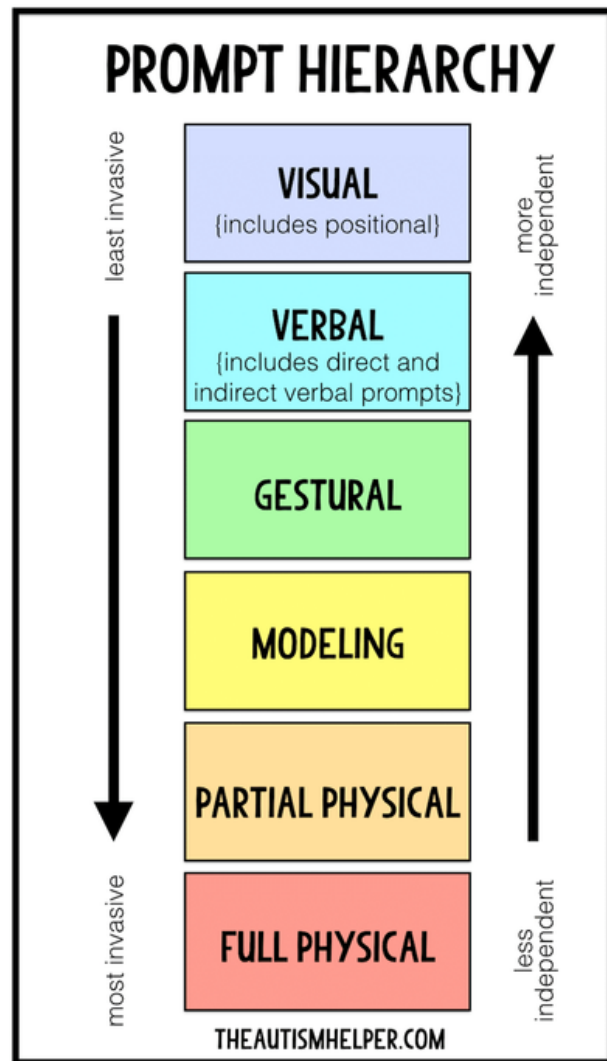 PROMPT HIERARCHY
least invasive
more
independent
VISUAL
{includes positional}
VERBAL
{includes direct and
indirect verbal prompts}
GESTURAL
MODELING
PARTIAL PHYSICAL
FULL PHYSICAL
most invasive
less
independent
THEAUTISMHELPER.COM